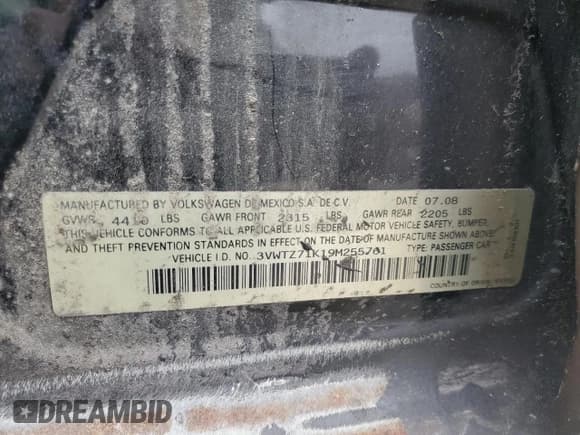 MANUFACTURED BY VOLKSWAGEN DE MEXICO S.A. DE C.V. DATE 07.08
GVWR LBS GAWR FRONT 2315 LBS GAWR REAR 2205 LBS
THIS VEHICLE CONFORMS TO ALL APPLICABLE U.S. FEDERAL MOTOR VEHICLE SAFETY, BUMPER,
AND THEFT PREVENTION STANDARDS IN EFFECT ON THE DATE OF MANUFACTURE SHOWN ABOVE.
VEHICLE I.D. NO. 3VWTZ71K19M255761 TYPE: PASSENGER CAR
COUNTRY OF ORIGIN:
DREAMBID